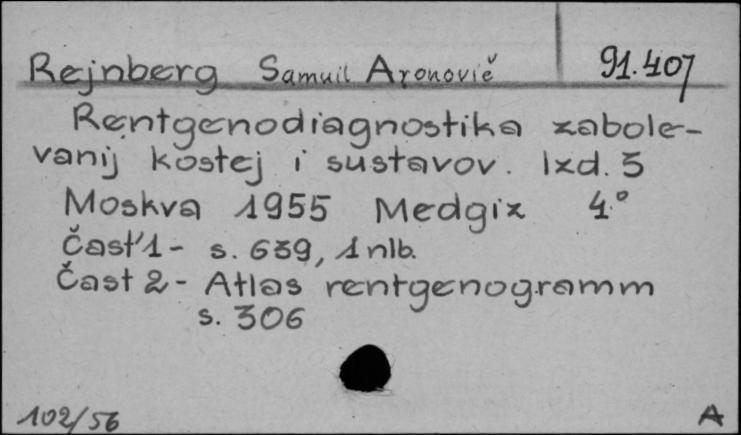 Rejnberg Samuil Aronovič 91.407
Rentgenodiagnostika zabole-
vanij kostej i sustavov. Izd. 3
Moskva 1955 Medgiz 4°
Čast' 1 - s. 639, 1 nlb.
Čast 2 - Atlas rentgenogramm
s. 306
102/56 A